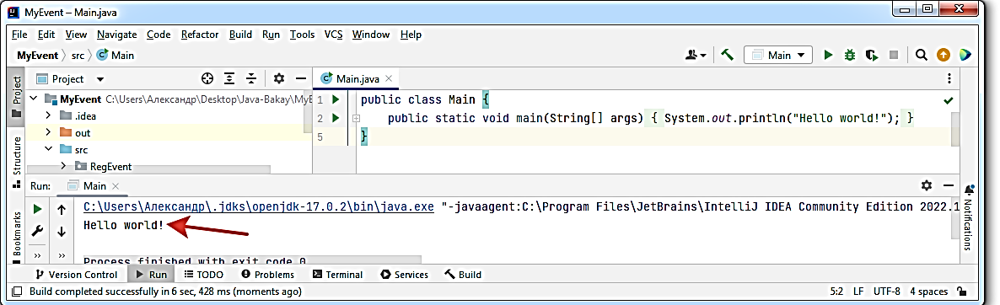 MyEvent – Main.java
File Edit View Navigate Code Refactor Build Run Tools VCS Window Help
MyEvent src Main
Main
Project
Main.java
Project
MyEvent C:\Users\Александр\Desktop\Java-Bakay\MyE
.idea
out
src
RegEvent
1 public class Main {
2 public static void main(String[] args) { System.out.println("Hello world!"); }
5 }
Structure
Bookmarks
Notifications
Run: Main
C:\Users\Александр\.jdks\openjdk-17.0.2\bin\java.exe "-javaagent:C:\Program Files\JetBrains\IntelliJ IDEA Community Edition 2022.1
Hello world!
Process finished with exit code 0
Version Control Run TODO Problems Terminal Services Build
Build completed successfully in 6 sec, 428 ms (moments ago)
5:2 LF UTF-8 4 spaces